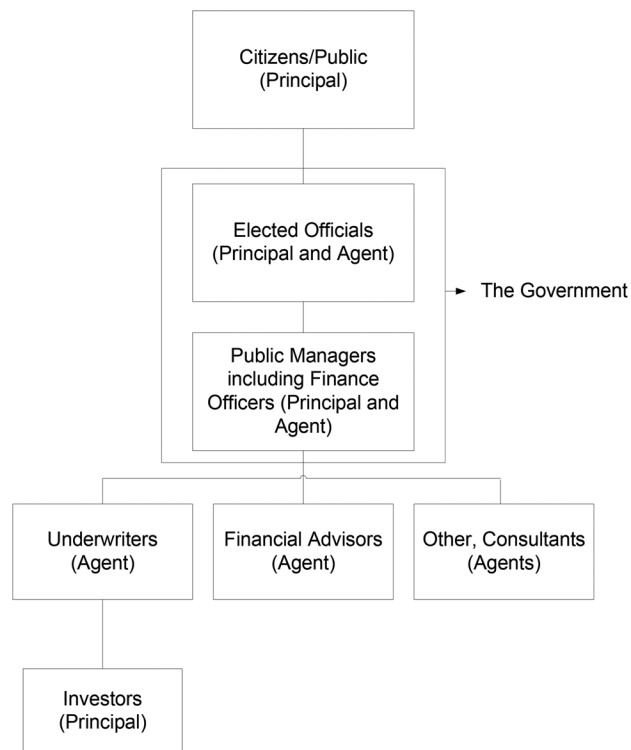 Citizens/Public
(Principal)
Elected Officials
(Principal and Agent)
The Government
Public Managers
including Finance
Officers (Principal and
Agent)
Underwriters
(Agent)
Financial Advisors
(Agent)
Other, Consultants
(Agents)
Investors
(Principal)